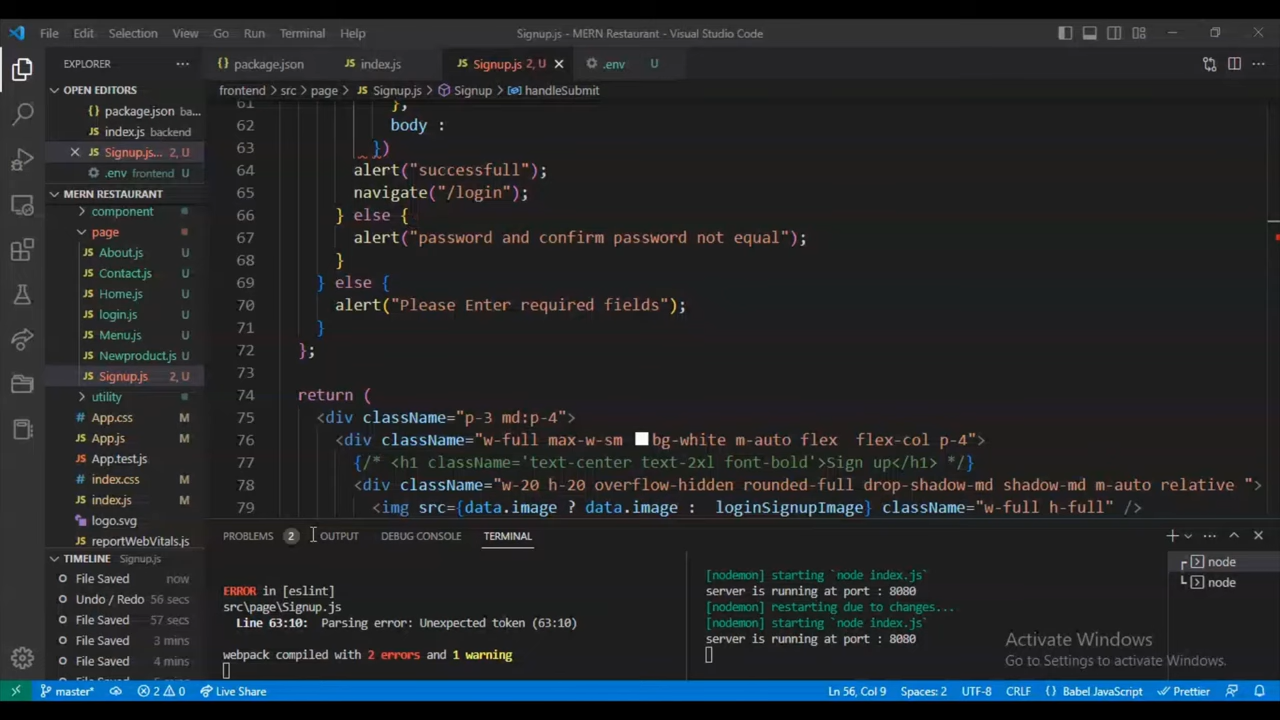 File Edit Selection View Go Run Terminal Help
Signup.js - MERN Restaurant - Visual Studio Code
EXPLORER
{} package.json
JS index.js
JS Signup.js 2, U
.env U
frontend > src > page > JS Signup.js > Signup > handleSubmit
OPEN EDITORS
{} package.json ba...
JS index.js backend
JS Signup.js... 2, U
.env frontend U
MERN RESTAURANT
component
page
JS About.js U
JS Contact.js U
JS Home.js U
JS login.js U
JS Menu.js U
JS Newproduct.js U
JS Signup.js 2, U
utility
App.css M
JS App.js M
App.test.js
index.css M
JS index.js M
logo.svg
reportWebVitals.js
TIMELINE Signup.js
File Saved now
Undo / Redo 56 secs
File Saved 57 secs
File Saved 3 mins
File Saved 4 mins
61 },
62 body :
63 })
64 alert("successfull");
65 navigate("/login");
66 } else {
67 alert("password and confirm password not equal");
68 }
69 } else {
70 alert("Please Enter required fields");
71 }
72 };
73
74 return (
75 <div className="p-3 md:p-4">
76 <div className="w-full max-w-sm bg-white m-auto flex  flex-col p-4">
77 {/* <h1 className='text-center text-2xl font-bold'>Sign up</h1> */}
78 <div className="w-20 h-20 overflow-hidden rounded-full drop-shadow-md shadow-md m-auto relative ">
79 <img src={data.image ? data.image :  loginSignupImage} className="w-full h-full" />
PROBLEMS 2 OUTPUT DEBUG CONSOLE TERMINAL
ERROR in [eslint]
src\page\Signup.js
Line 63:10:  Parsing error: Unexpected token (63:10)
webpack compiled with 2 errors and 1 warning
[nodemon] starting `node index.js`
server is running at port : 8080
[nodemon] restarting due to changes...
[nodemon] starting `node index.js`
server is running at port : 8080
node
node
Activate Windows
Go to Settings to activate Windows.
master* 2 0 Live Share
Ln 56, Col 9 Spaces: 2 UTF-8 CRLF {} Babel JavaScript Prettier